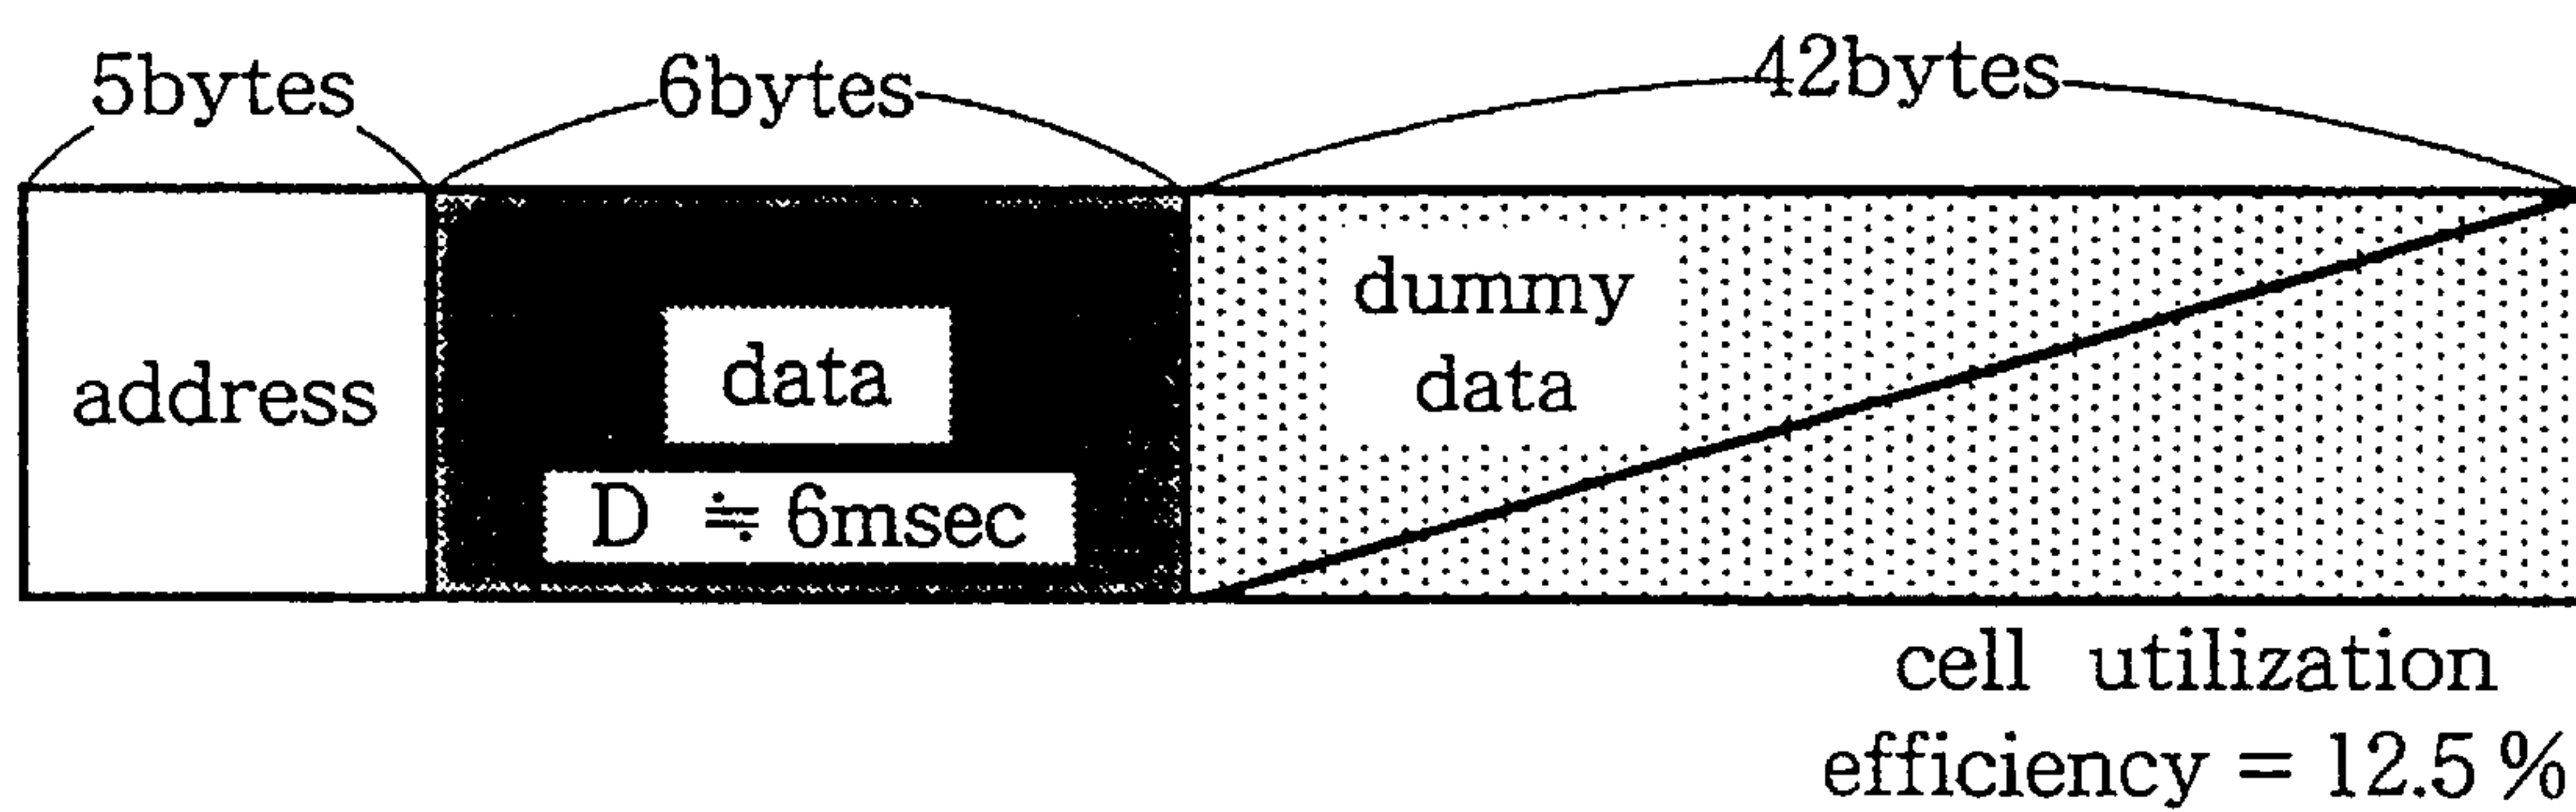 5bytes 6bytes 42bytes
address
data
D ≒ 6msec
dummy
data
cell utilization
efficiency = 12.5 %